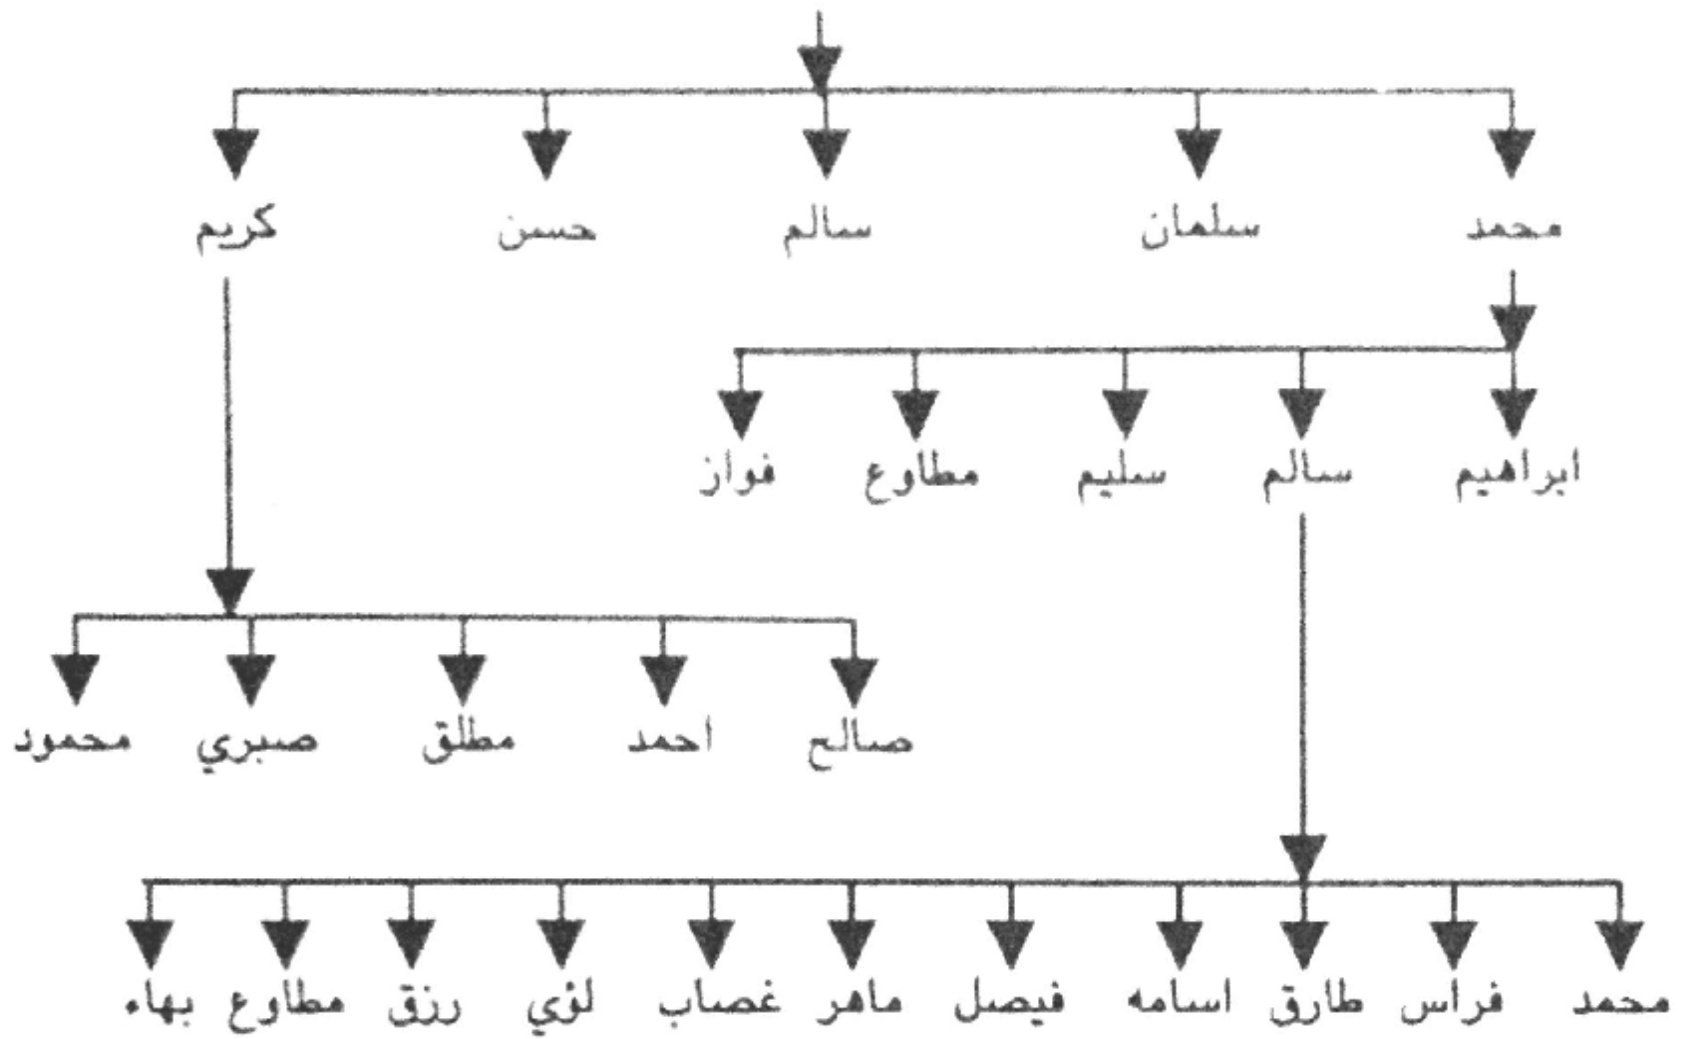 محمد سلمان سالم حسن كريم
ابراهيم سالم سليم مطاوع فواز
صالح احمد مطلق صبري محمود
محمد فراس طارق اسامه فيصل ماهر غصاب لؤي رزق مطاوع بهاء